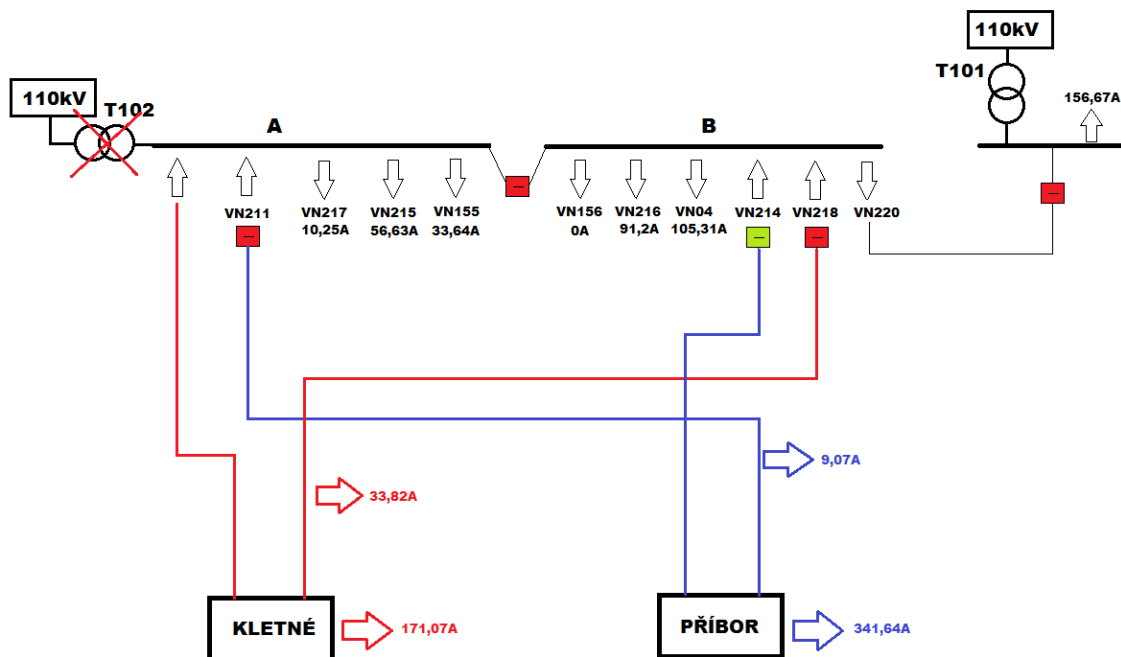 110kV
T101
156,67A
110kV
T102
A
B
VN211
VN217
10,25A
VN215
56,63A
VN155
33,64A
VN156
0A
VN216
91,2A
VN04
105,31A
VN214
VN218
VN220
9,07A
33,82A
KLETNÉ
171,07A
PŘÍBOR
341,64A